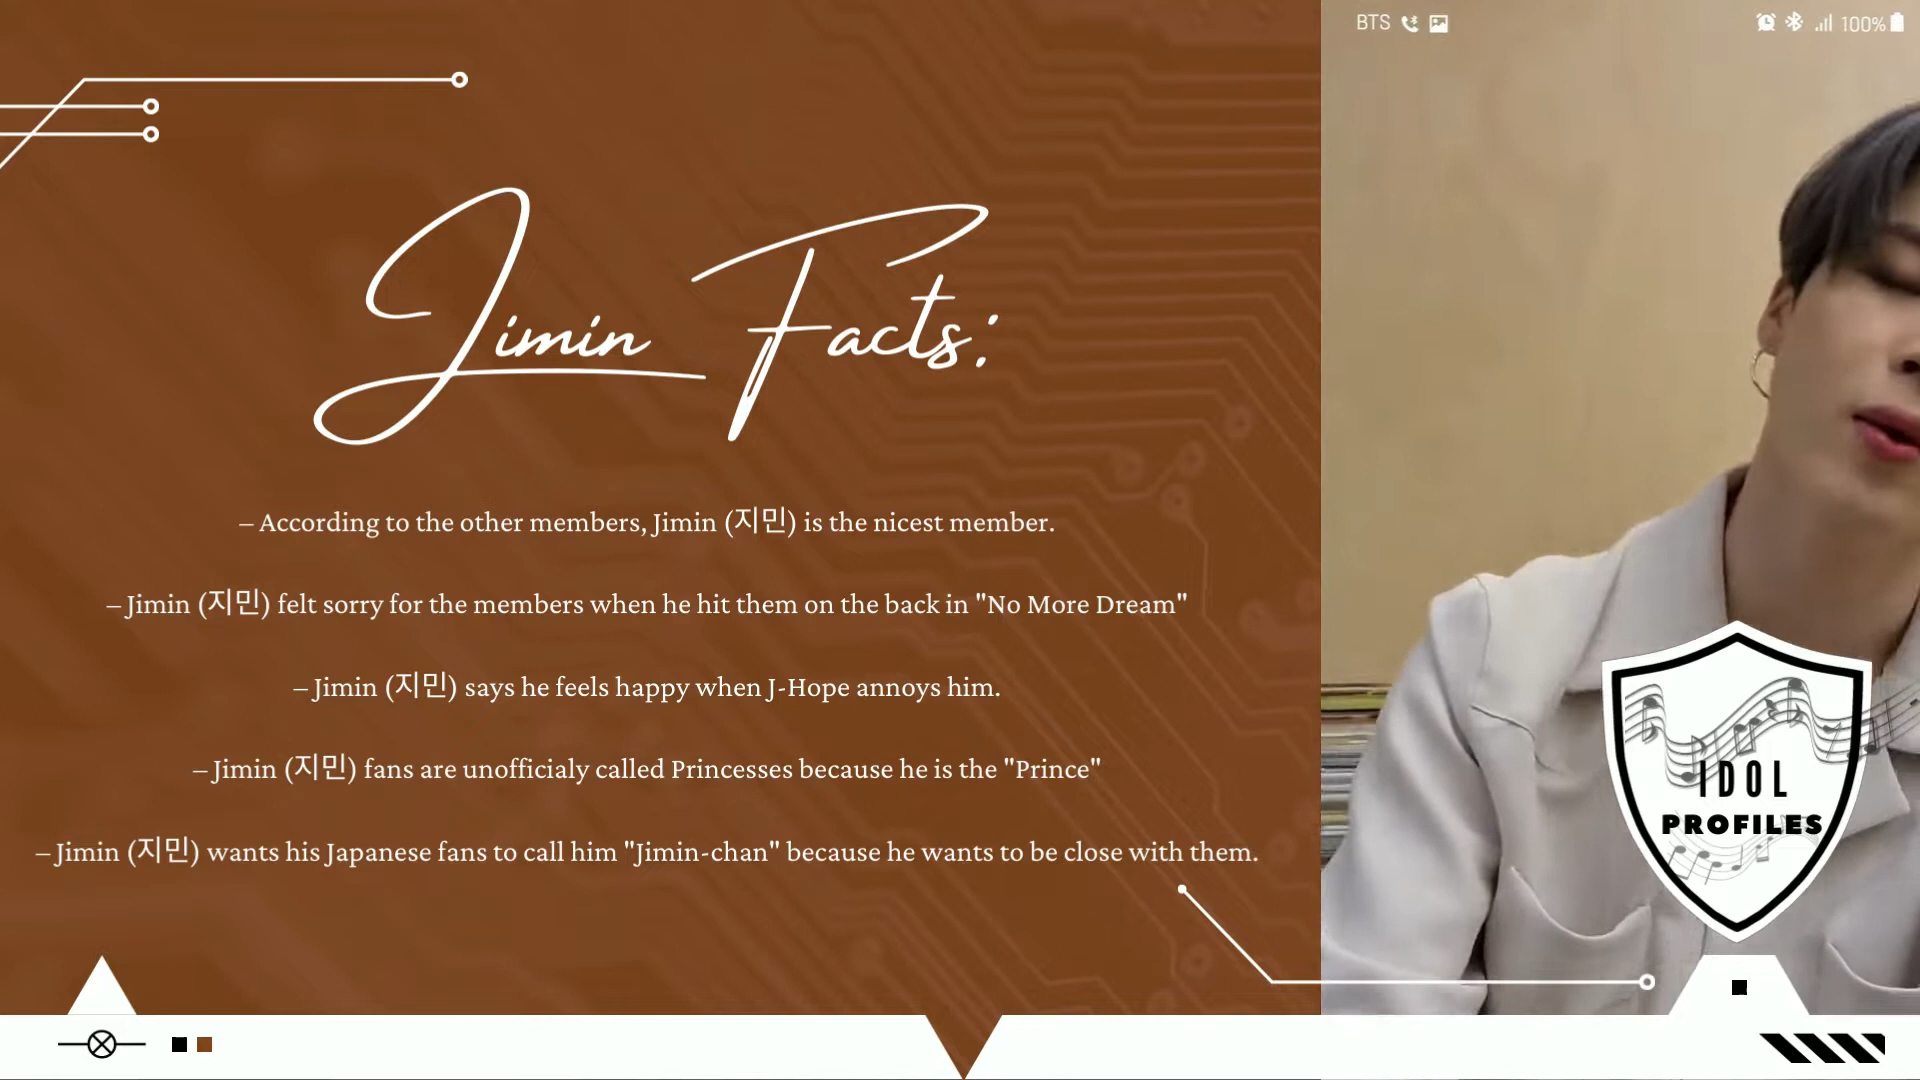 BTS
100%
Jimin Facts:
– According to the other members, Jimin (지민) is the nicest member.
– Jimin (지민) felt sorry for the members when he hit them on the back in "No More Dream"
– Jimin (지민) says he feels happy when J-Hope annoys him.
– Jimin (지민) fans are unofficialy called Princesses because he is the "Prince"
– Jimin (지민) wants his Japanese fans to call him "Jimin-chan" because he wants to be close with them.
IDOL
PROFILES